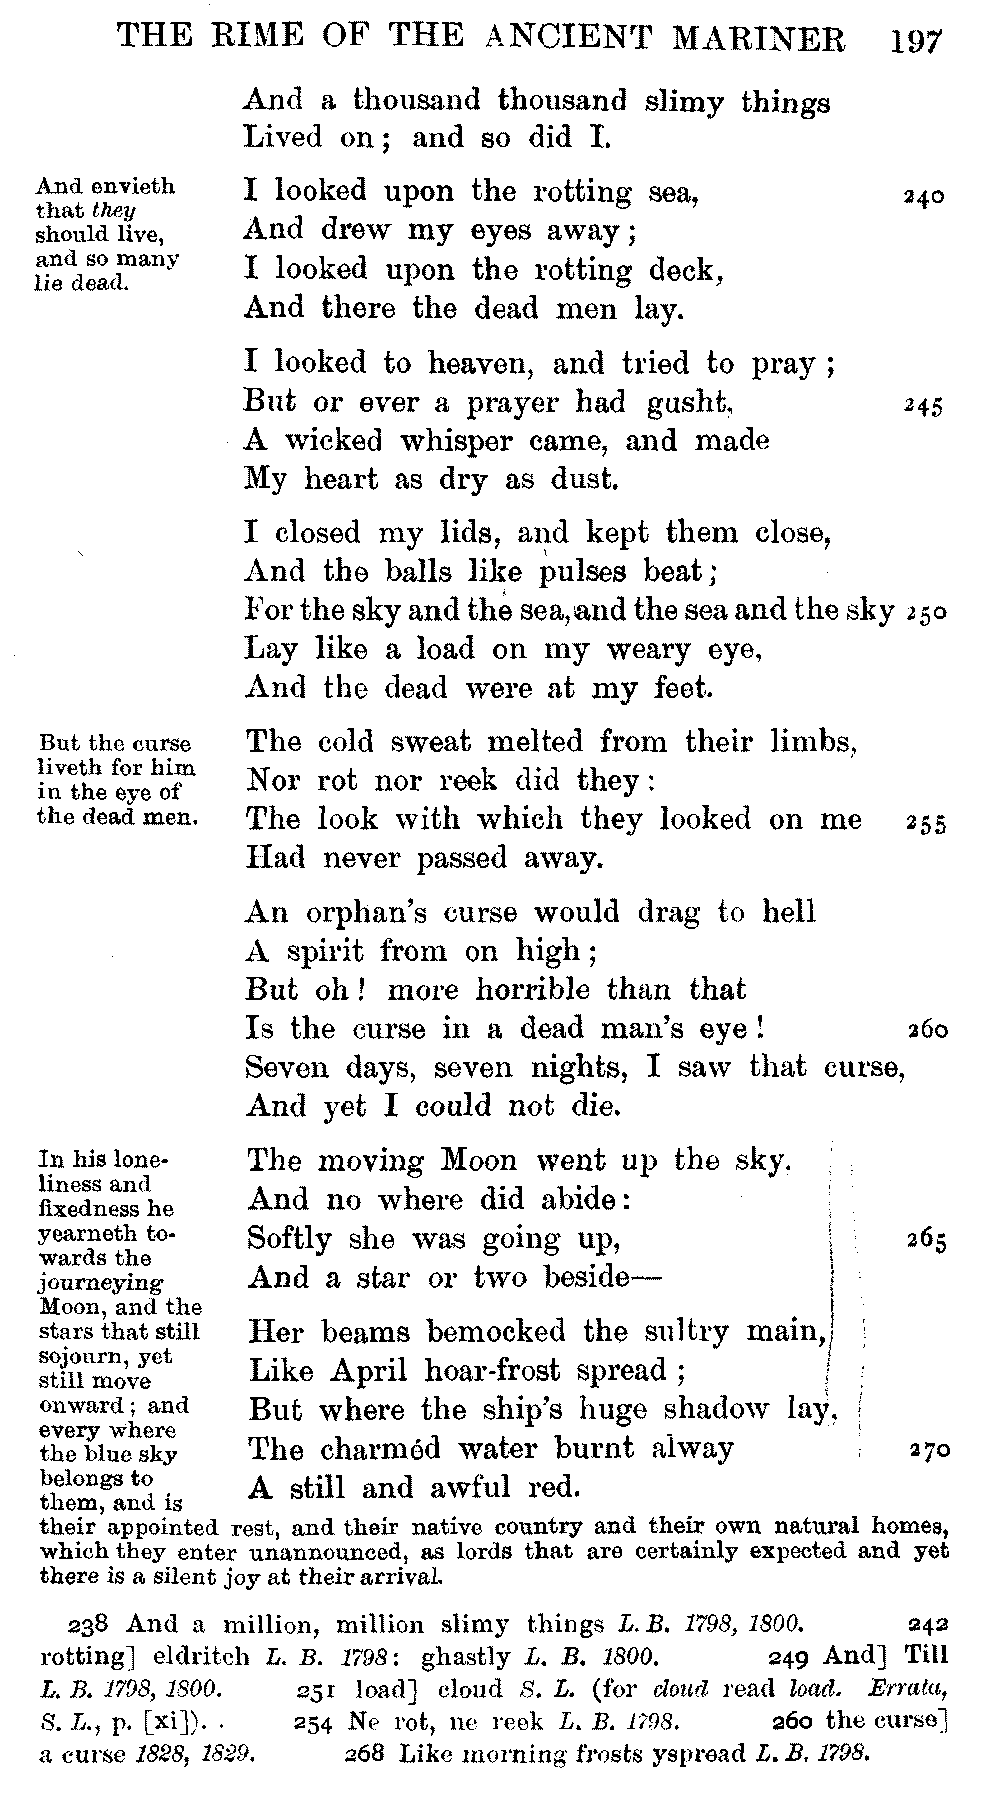 THE RIME OF THE ANCIENT MARINER 197
And a thousand thousand slimy things
Lived on; and so did I.
And envieth
that they
should live,
and so many
lie dead.
I looked upon the rotting sea, 240
And drew my eyes away;
I looked upon the rotting deck,
And there the dead men lay.
I looked to heaven, and tried to pray;
But or ever a prayer had gusht, 245
A wicked whisper came, and made
My heart as dry as dust.
I closed my lids, and kept them close,
And the balls like pulses beat;
For the sky and the sea, and the sea and the sky 250
Lay like a load on my weary eye,
And the dead were at my feet.
But the curse
liveth for him
in the eye of
the dead men.
The cold sweat melted from their limbs,
Nor rot nor reek did they:
The look with which they looked on me 255
Had never passed away.
An orphan's curse would drag to hell
A spirit from on high;
But oh! more horrible than that
Is the curse in a dead man's eye! 260
Seven days, seven nights, I saw that curse,
And yet I could not die.
In his lone-
liness and
fixedness he
yearneth to-
wards the
journeying
Moon, and the
stars that still
sojourn, yet
still move
onward; and
every where
the blue sky
belongs to
them, and is
The moving Moon went up the sky.
And no where did abide:
Softly she was going up, 265
And a star or two beside—
Her beams bemocked the sultry main,
Like April hoar-frost spread;
But where the ship's huge shadow lay,
The charméd water burnt alway 270
A still and awful red.
their appointed rest, and their native country and their own natural homes,
which they enter unannounced, as lords that are certainly expected and yet
there is a silent joy at their arrival.
238 And a million, million slimy things L. B. 1798, 1800. 242
rotting] eldritch L. B. 1798: ghastly L. B. 1800. 249 And] Till
L. B. 1798, 1800. 251 load] cloud S. L. (for cloud read load. Errata,
S. L., p. [xi]). 254 Ne rot, ne reek L. B. 1798. 260 the curse]
a curse 1828, 1829. 268 Like morning frosts yspread L. B. 1798.